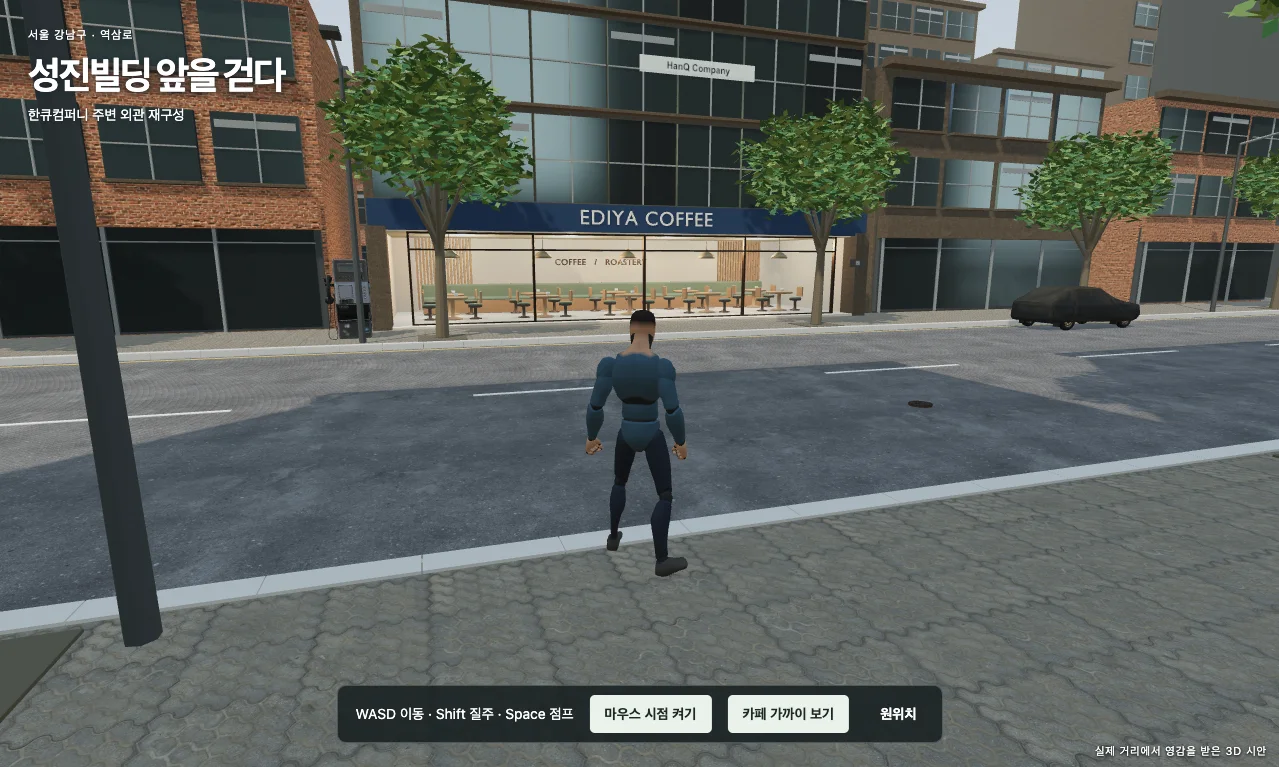 서울 강남구 · 역삼로
성진빌딩 앞을 걷다
한큐컴퍼니 주변 외관 재구성
HanQ Company
EDIYA COFFEE
COFFEE / ROASTERY
WASD 이동 · Shift 질주 · Space 점프
마우스 시점 켜기
카페 가까이 보기
원위치
실제 거리에서 영감을 받은 3D 시안